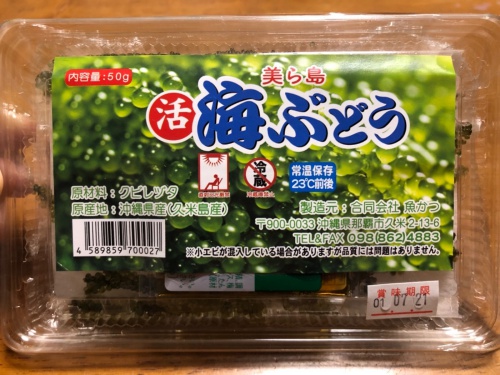 内容量：50g
美ら島
活 海ぶどう
冷蔵
常温保存
23℃前後
原材料：クビレヅタ
原産地：沖縄県産(久米島産)
製造元：合同会社 魚かつ
〒900-0033 沖縄県那覇市久米2-13-6
TEL&FAX 098(862)4883
4 589859 700027
※小エビが混入している場合がありますが品質には問題はありません。
賞味期限
01.07.21